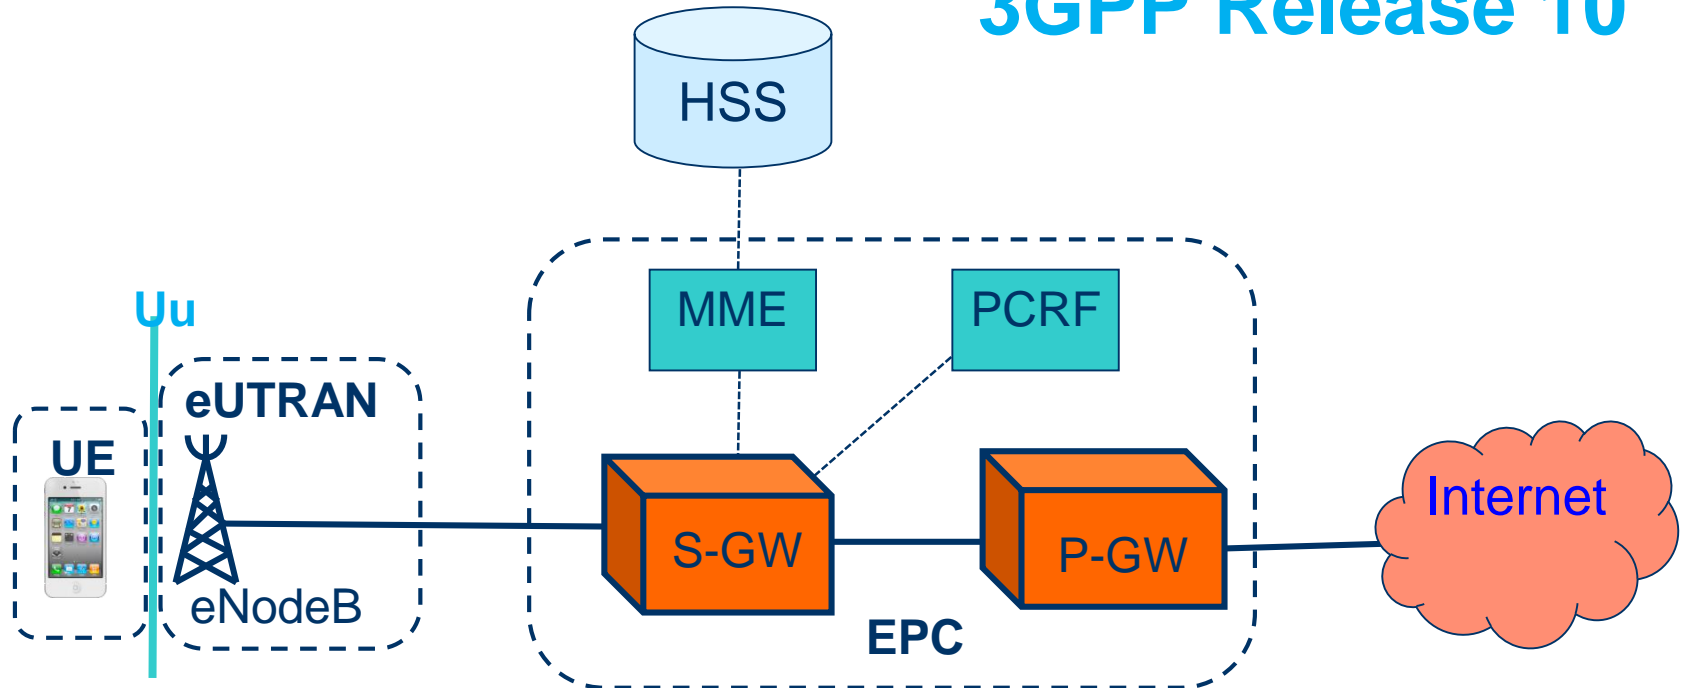 3GPP Release 10
HSS
MME
PCRF
Uu
eUTRAN
UE
eNodeB
S-GW
P-GW
Internet
EPC